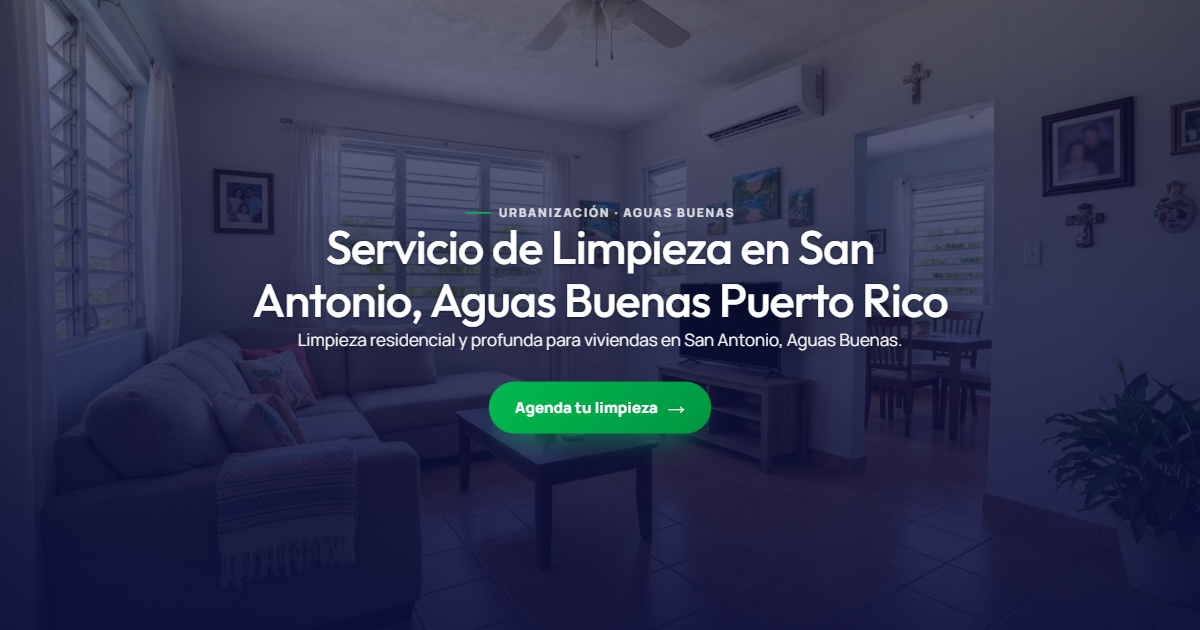 URBANIZACIÓN · AGUAS BUENAS
Servicio de Limpieza en San
Antonio, Aguas Buenas Puerto Rico
Limpieza residencial y profunda para viviendas en San Antonio, Aguas Buenas.
Agenda tu limpieza →